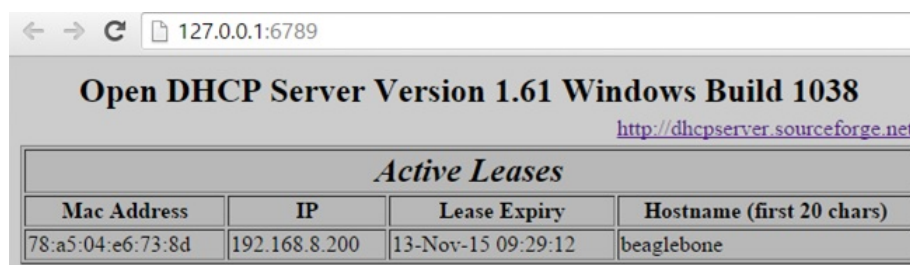 127.0.0.1:6789
Open DHCP Server Version 1.61 Windows Build 1038
http://dhcpserver.sourceforge.net
Active Leases
Mac Address IP Lease Expiry Hostname (first 20 chars)
78:a5:04:e6:73:8d 192.168.8.200 13-Nov-15 09:29:12 beaglebone